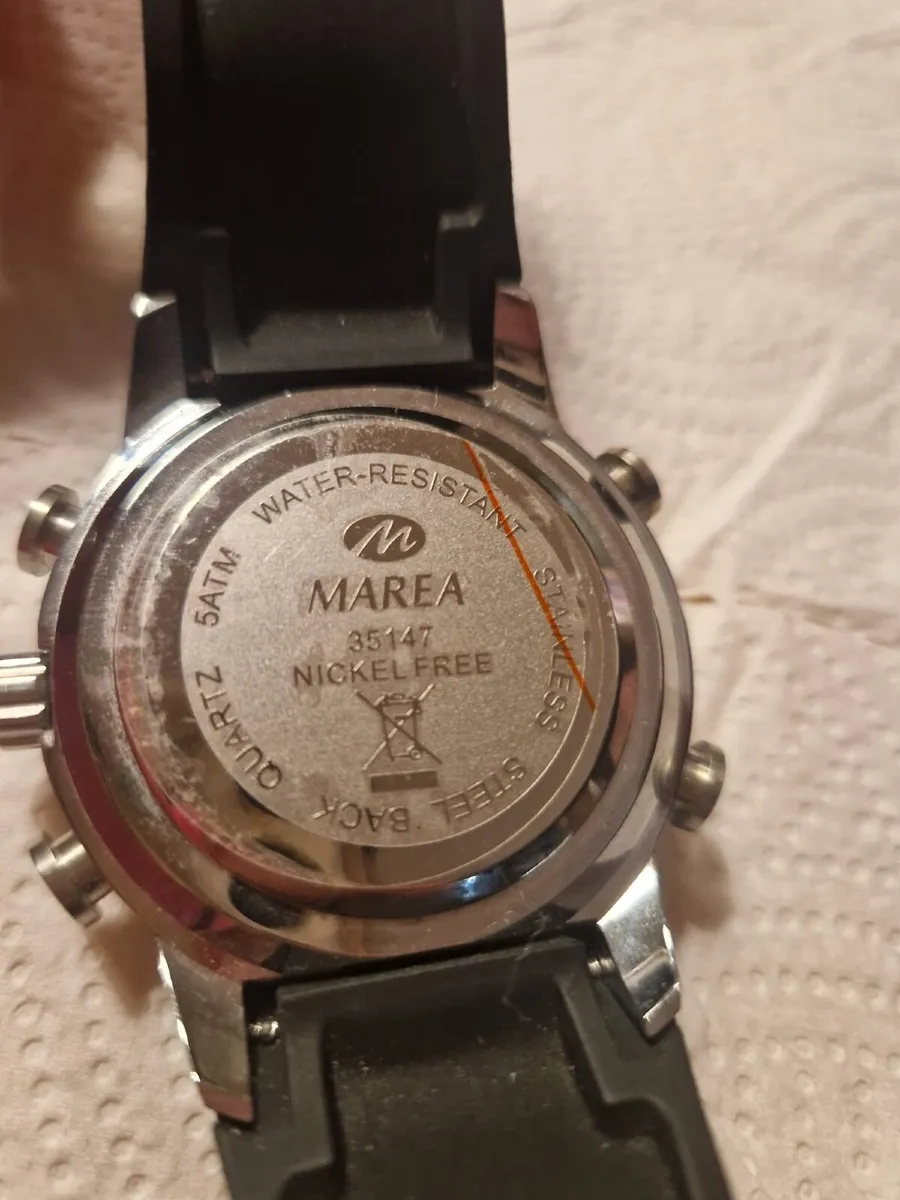 WATER-RESISTANT
STAINLESS
STEEL BACK
QUARTZ
5ATM
MAREA
35147
NICKEL FREE